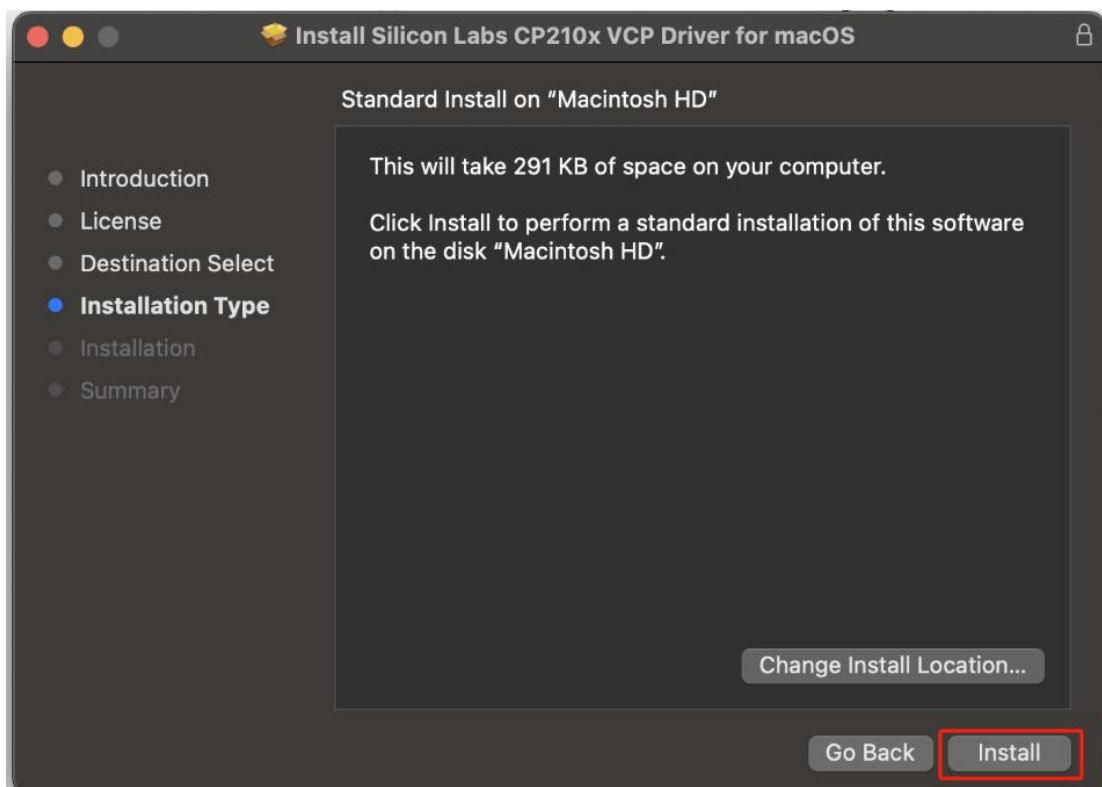 Install Silicon Labs CP210x VCP Driver for macOS
Standard Install on “Macintosh HD”
Introduction
License
Destination Select
Installation Type
Installation
Summary
This will take 291 KB of space on your computer.
Click Install to perform a standard installation of this software
on the disk “Macintosh HD”.
Change Install Location...
Go Back
Install